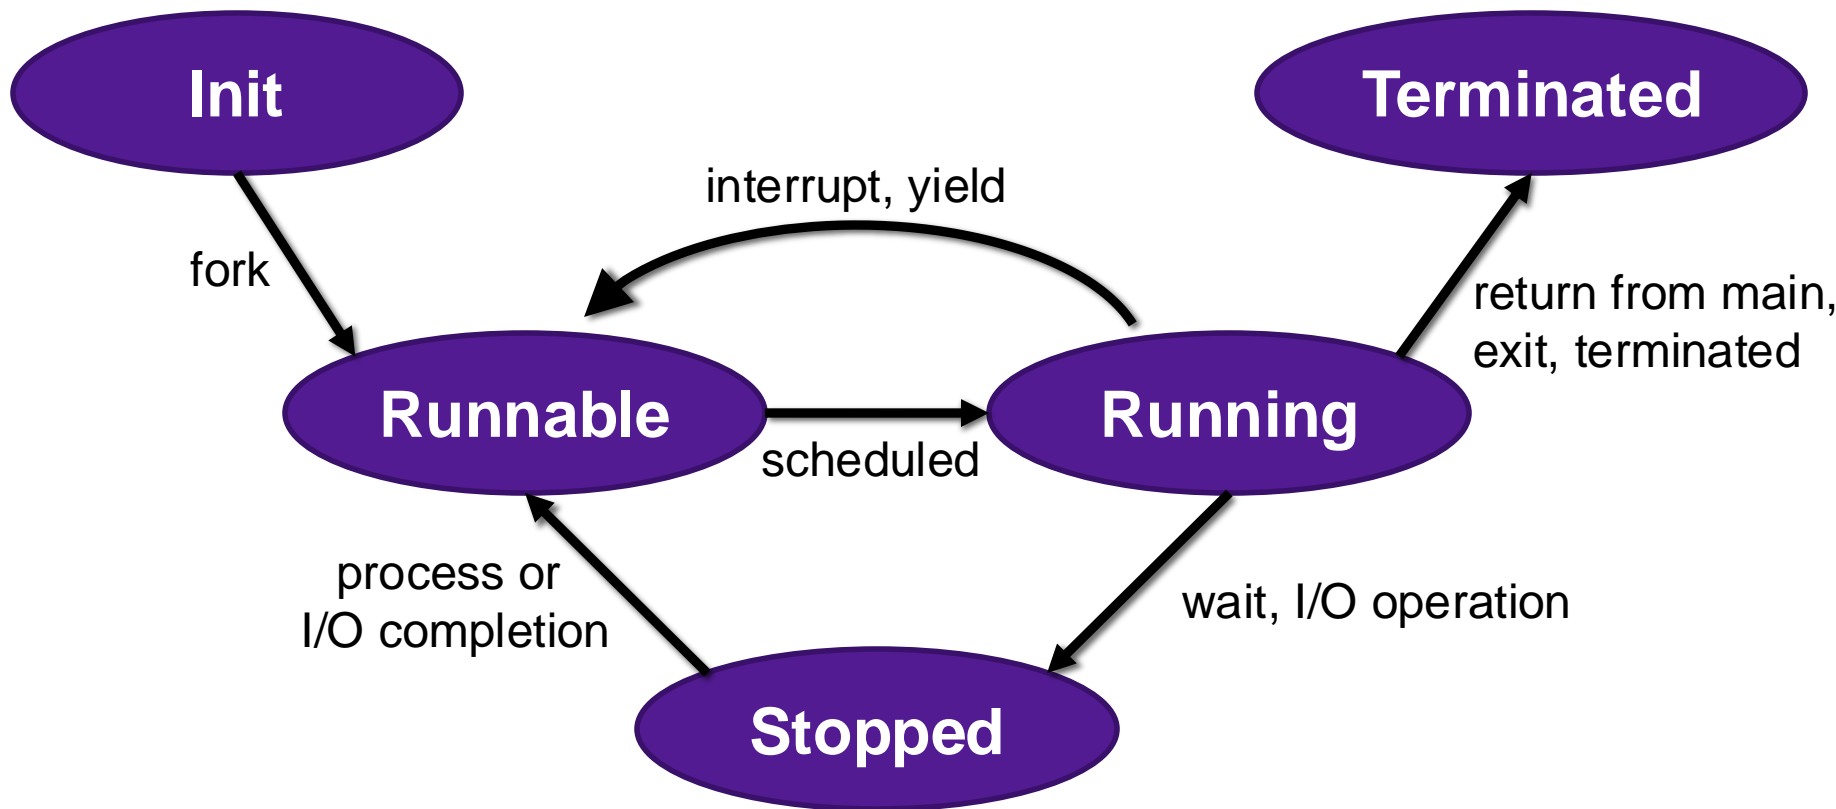 Init
Terminated
interrupt, yield
fork
return from main,
exit, terminated
Runnable
Running
scheduled
process or
I/O completion
wait, I/O operation
Stopped